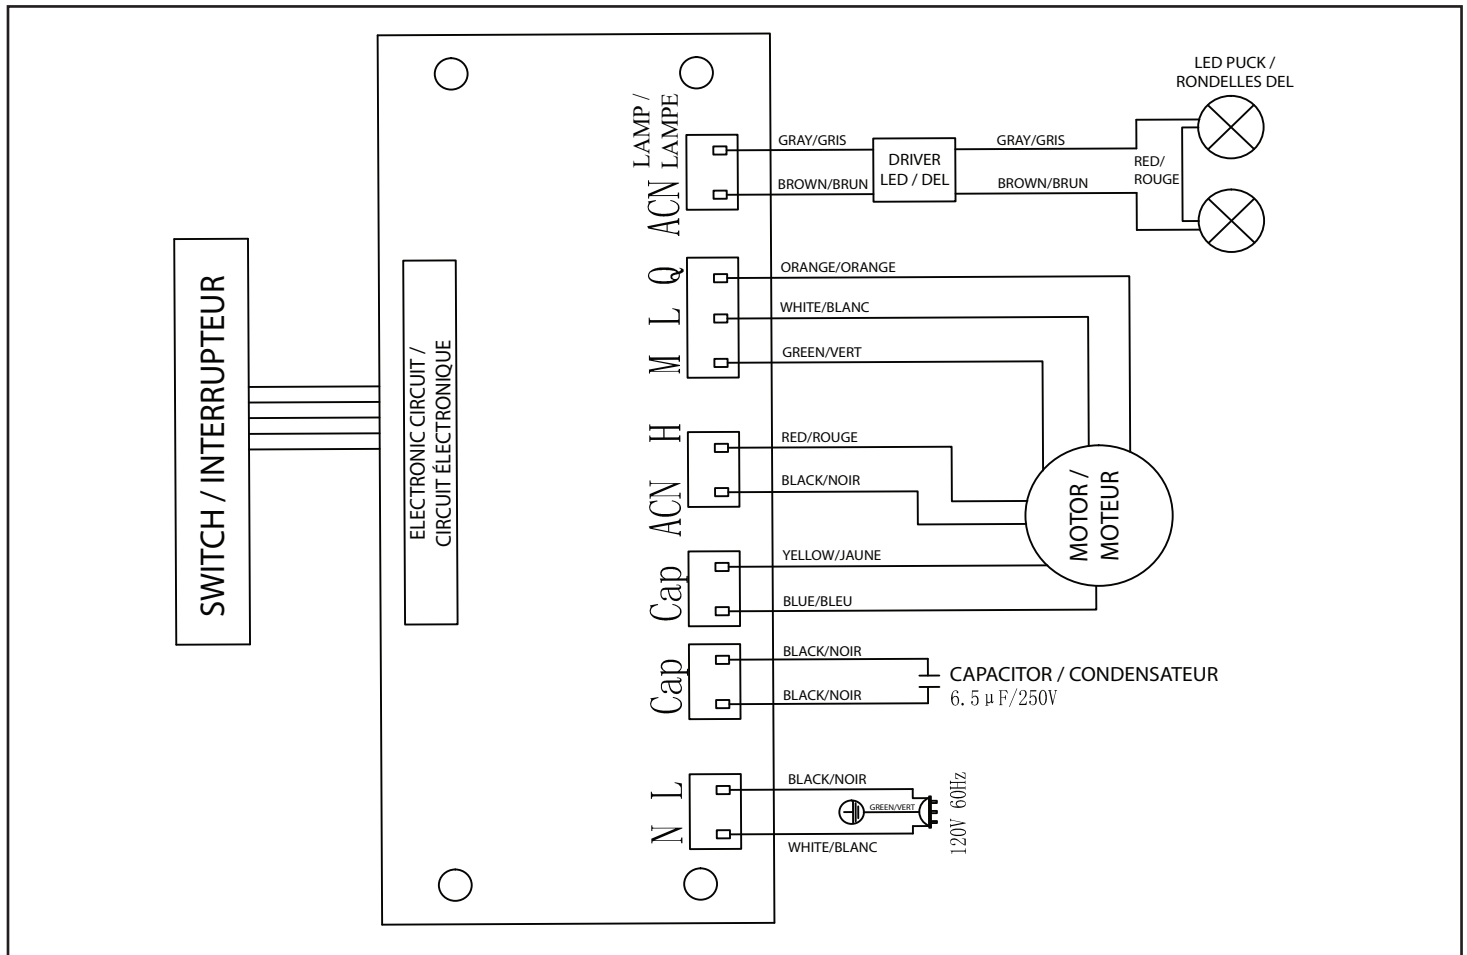 SWITCH / INTERRUPTEUR
ELECTRONIC CIRCUIT /
CIRCUIT ÉLECTRONIQUE
LAMP /
LAMPE
ACN
GRAY/GRIS
BROWN/BRUN
DRIVER
LED / DEL
GRAY/GRIS
BROWN/BRUN
RED/
ROUGE
LED PUCK /
RONDELLES DEL
Q
L
M
ORANGE/ORANGE
WHITE/BLANC
GREEN/VERT
H
ACN
RED/ROUGE
BLACK/NOIR
MOTOR /
MOTEUR
Cap
YELLOW/JAUNE
BLUE/BLEU
Cap
BLACK/NOIR
BLACK/NOIR
CAPACITOR / CONDENSATEUR
6.5μF/250V
L
N
BLACK/NOIR
GREEN/VERT
WHITE/BLANC
120V 60Hz